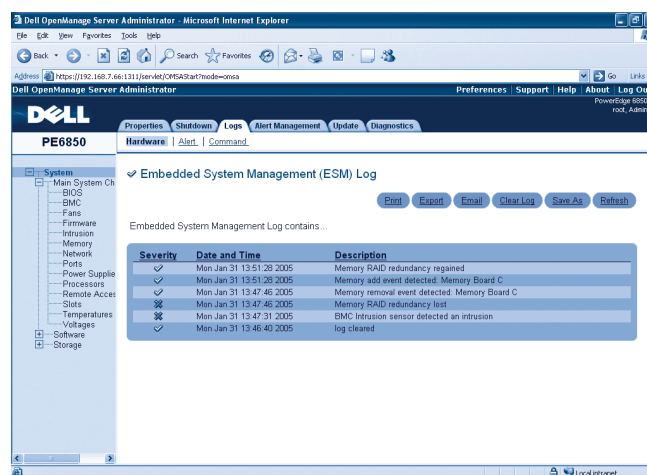 Dell OpenManage Server Administrator - Microsoft Internet Explorer
File Edit View Favorites Tools Help
Back Search Favorites
Address https://192.168.7.66:1311/servlet/OMSAStart?mode=omsa Go Links
Dell OpenManage Server Administrator Preferences | Support | Help | About | Log Ou
PowerEdge 6850
root, Admin
DELL
Properties Shutdown Logs Alert Management Update Diagnostics
PE6850
Hardware | Alert | Command
System
Main System Ch
BIOS
BMC
Fans
Firmware
Intrusion
Memory
Network
Ports
Power Supplie
Processors
Remote Acces
Slots
Temperatures
Voltages
Software
Storage
Embedded System Management (ESM) Log
Print Export Email Clear Log Save As Refresh
Embedded System Management Log contains...
Severity Date and Time Description
Mon Jan 31 13:51:28 2005 Memory RAID redundancy regained
Mon Jan 31 13:51:28 2005 Memory add event detected: Memory Board C
Mon Jan 31 13:47:46 2005 Memory removal event detected: Memory Board C
Mon Jan 31 13:47:46 2005 Memory RAID redundancy lost
Mon Jan 31 13:47:31 2005 BMC Intrusion sensor detected an intrusion
Mon Jan 31 13:46:40 2005 log cleared
Local intranet